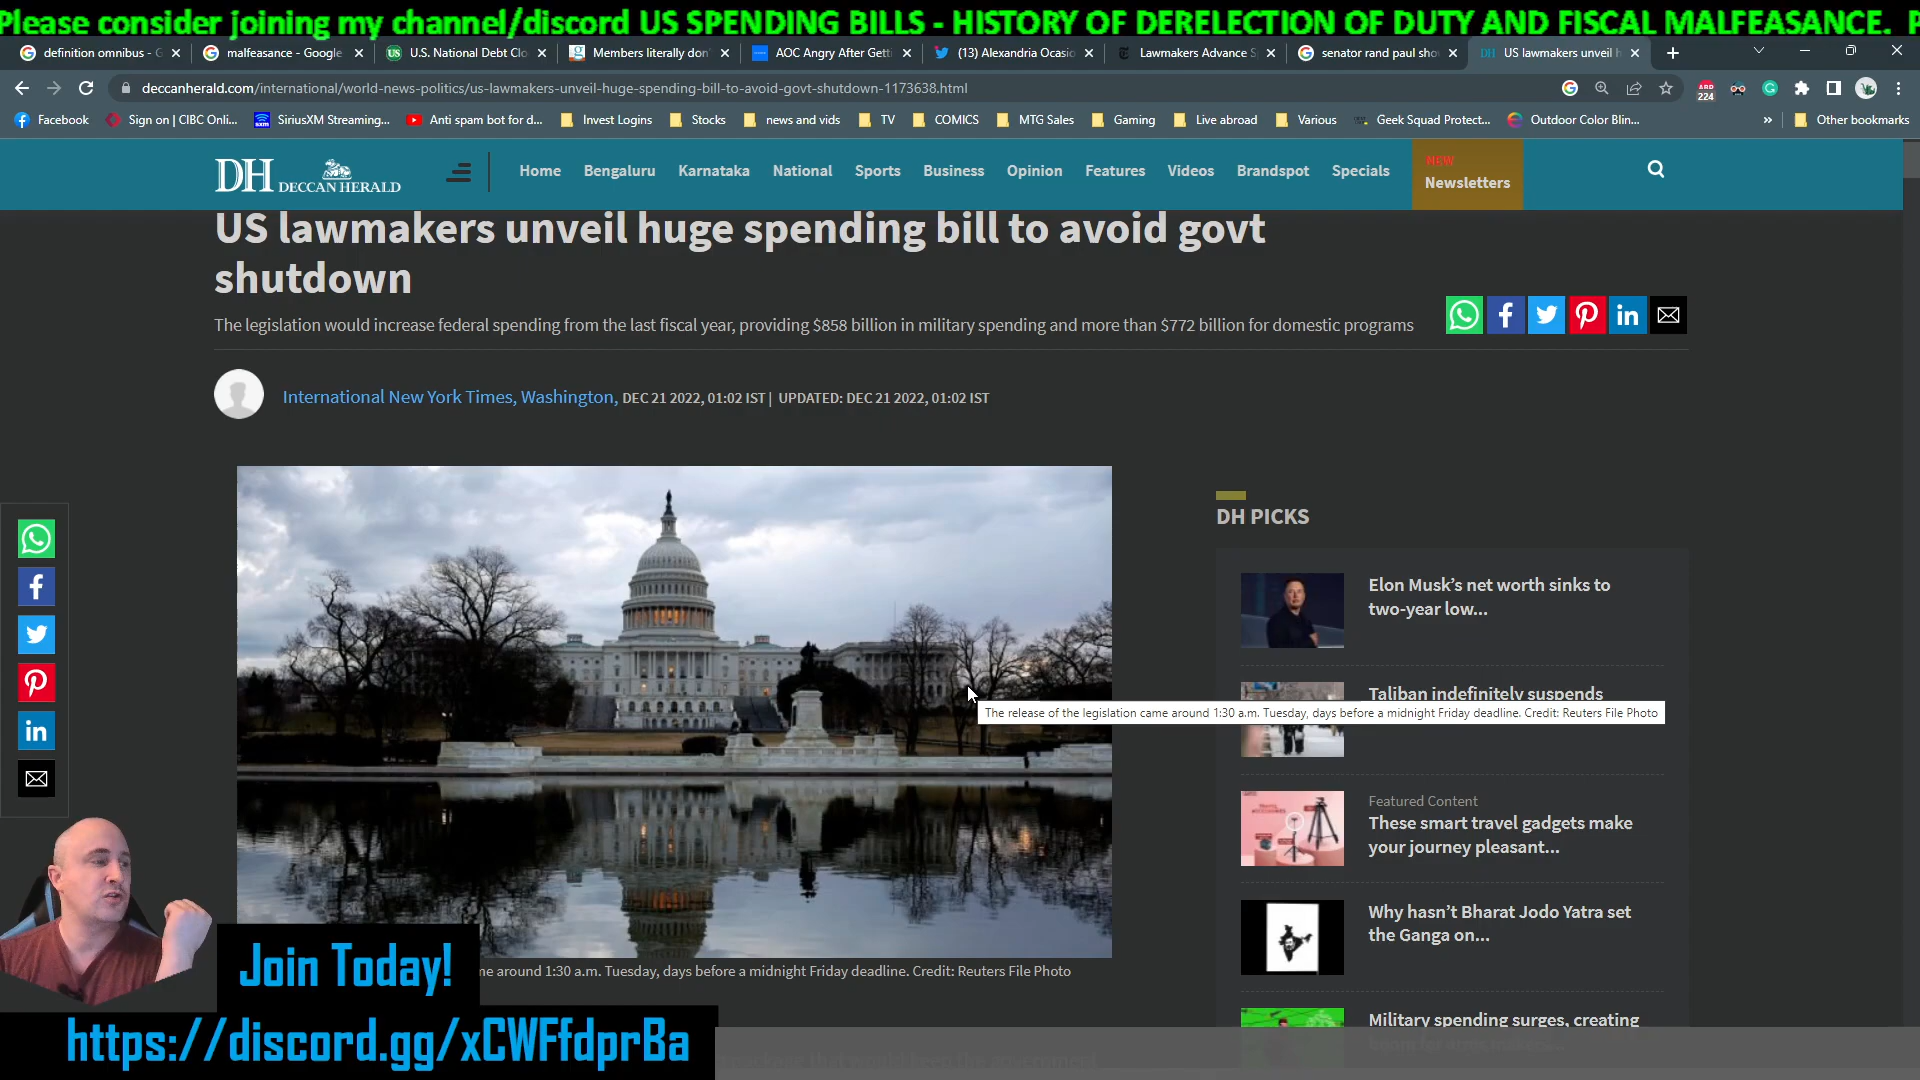 Please consider joining my channel/discord US SPENDING BILLS - HISTORY OF DERELECTION OF DUTY AND FISCAL MALFEASANCE.
definition omnibus - G
malfeasance - Google
U.S. National Debt Clo
Members literally don'
AOC Angry After Getti
(13) Alexandria Ocasio
Lawmakers Advance S
senator rand paul sho
US lawmakers unveil h
deccanherald.com/international/world-news-politics/us-lawmakers-unveil-huge-spending-bill-to-avoid-govt-shutdown-1173638.html
ABP
224
Facebook
Sign on | CIBC Onli...
SiriusXM Streaming...
Anti spam bot for d...
Invest Logins
Stocks
news and vids
TV
COMICS
MTG Sales
Gaming
Live abroad
Various
Geek Squad Protect...
Outdoor Color Blin...
»
Other bookmarks
DH DECCAN HERALD
Home
Bengaluru
Karnataka
National
Sports
Business
Opinion
Features
Videos
Brandspot
Specials
NEW
Newsletters
US lawmakers unveil huge spending bill to avoid govt
shutdown
The legislation would increase federal spending from the last fiscal year, providing $858 billion in military spending and more than $772 billion for domestic programs
International New York Times, Washington, DEC 21 2022, 01:02 IST | UPDATED: DEC 21 2022, 01:02 IST
DH PICKS
Elon Musk's net worth sinks to
two-year low...
Taliban indefinitely suspends
The release of the legislation came around 1:30 a.m. Tuesday, days before a midnight Friday deadline. Credit: Reuters File Photo
Featured Content
These smart travel gadgets make
your journey pleasant...
Why hasn't Bharat Jodo Yatra set
the Ganga on...
Military spending surges, creating
me around 1:30 a.m. Tuesday, days before a midnight Friday deadline. Credit: Reuters File Photo
Join Today!
https://discord.gg/xCWFfdprBa